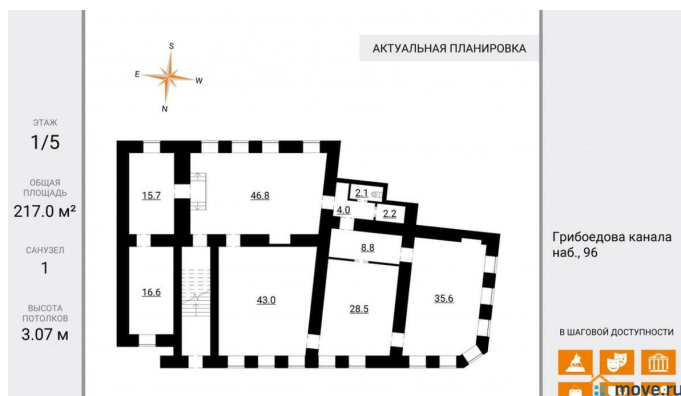 ЭТАЖ
1/5
ОБЩАЯ
ПЛОЩАДЬ
217.0 м²
САНУЗЕЛ
1
ВЫСОТА
ПОТОЛКОВ
3.07 м
S
E
W
N
АКТУАЛЬНАЯ ПЛАНИРОВКА
15.7
46.8
2.1
4.0
2.2
8.8
16.6
43.0
28.5
35.6
Грибоедова канала
наб., 96
В ШАГОВОЙ ДОСТУПНОСТИ
move.ru